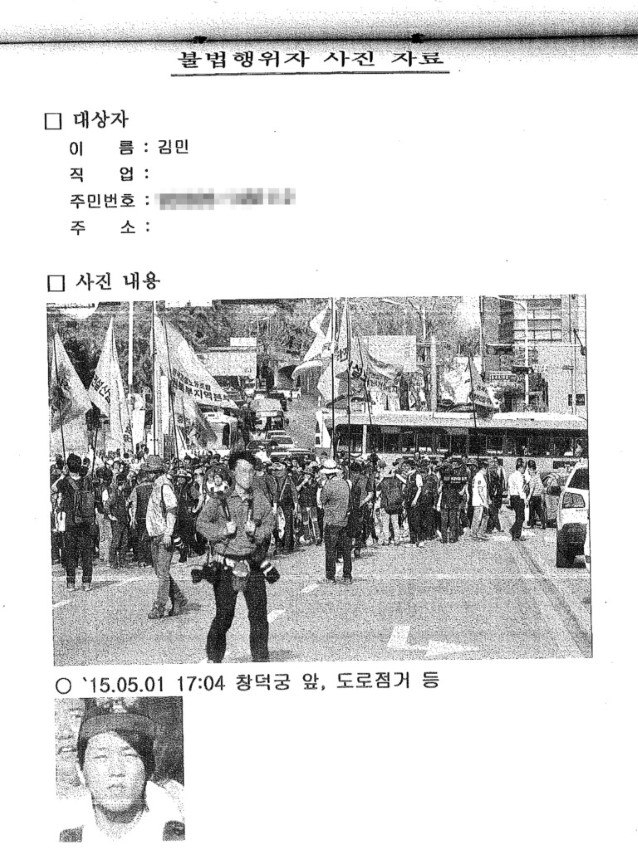 불법행위자 사진 자료
□ 대상자
이 름 : 김민
직 업 :
주민번호 :
주 소 :
□ 사진 내용
○ '15.05.01 17:04 창덕궁 앞, 도로점거 등